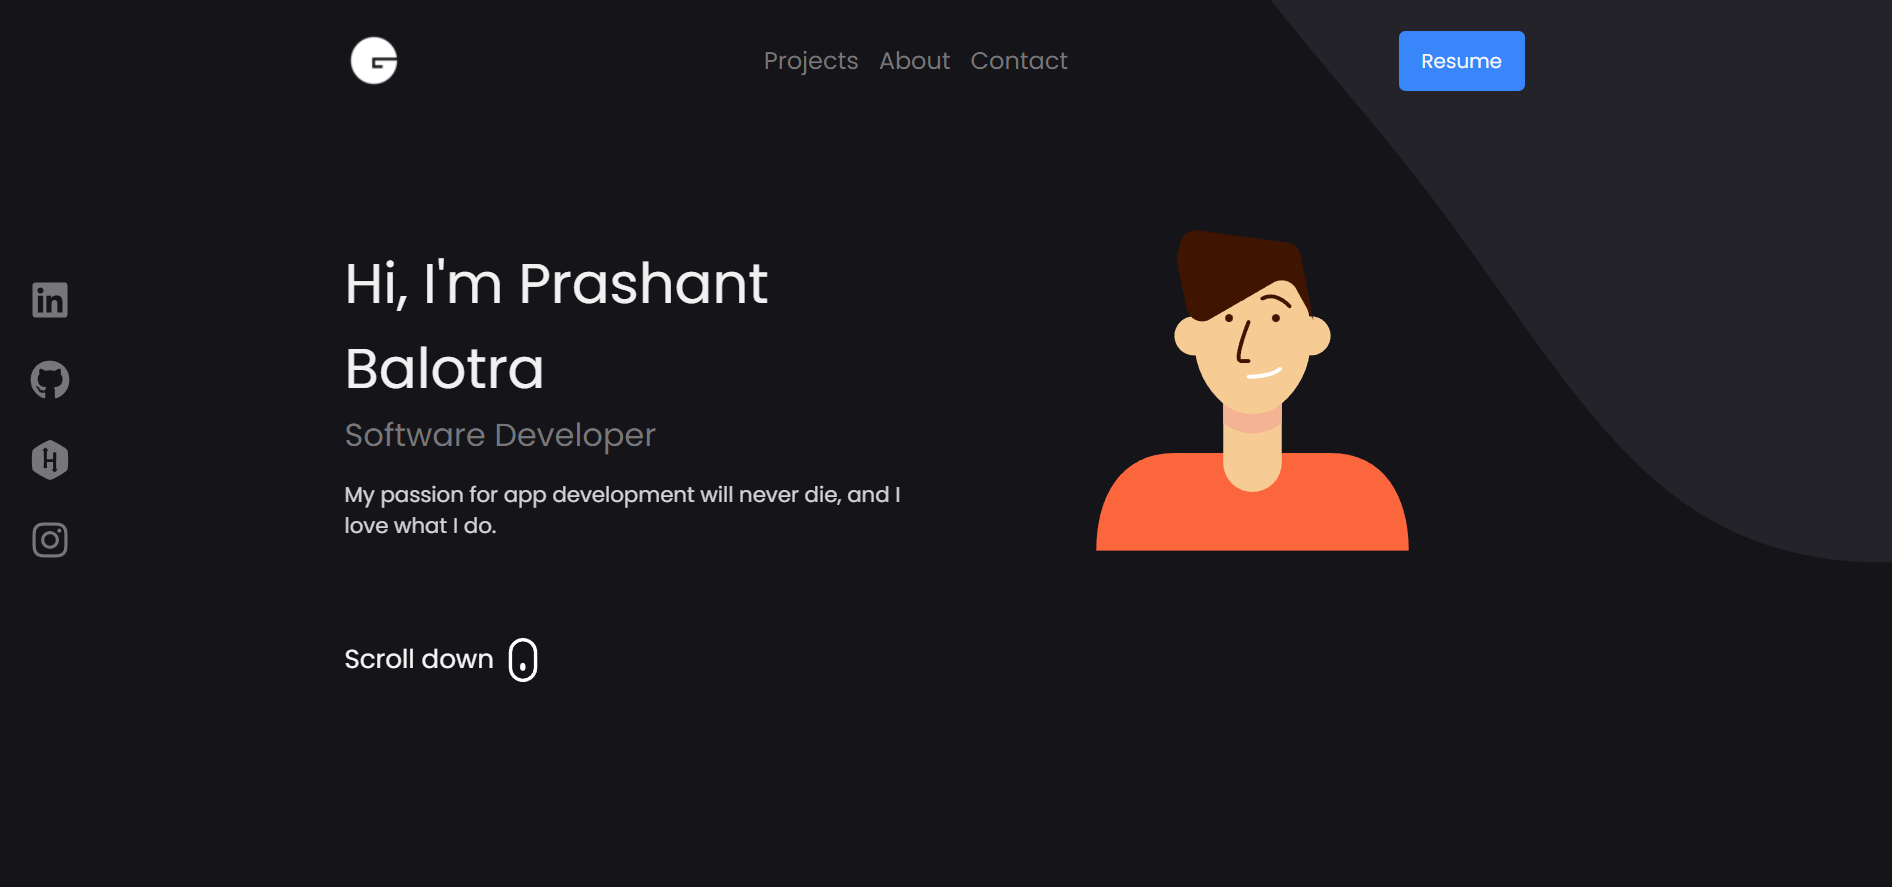 Projects About Contact
Resume
Hi, I'm Prashant
Balotra
Software Developer
My passion for app development will never die, and I
love what I do.
Scroll down